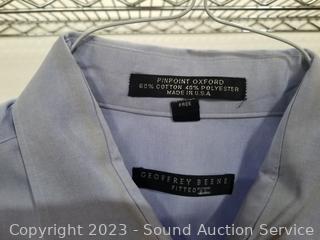 PINPOINT OXFORD
60% COTTON 40% POLYESTER
MADE IN U.S.A.
GEOFFREY BEENE
FITTED
Copyright 2023 - Sound Auction Service